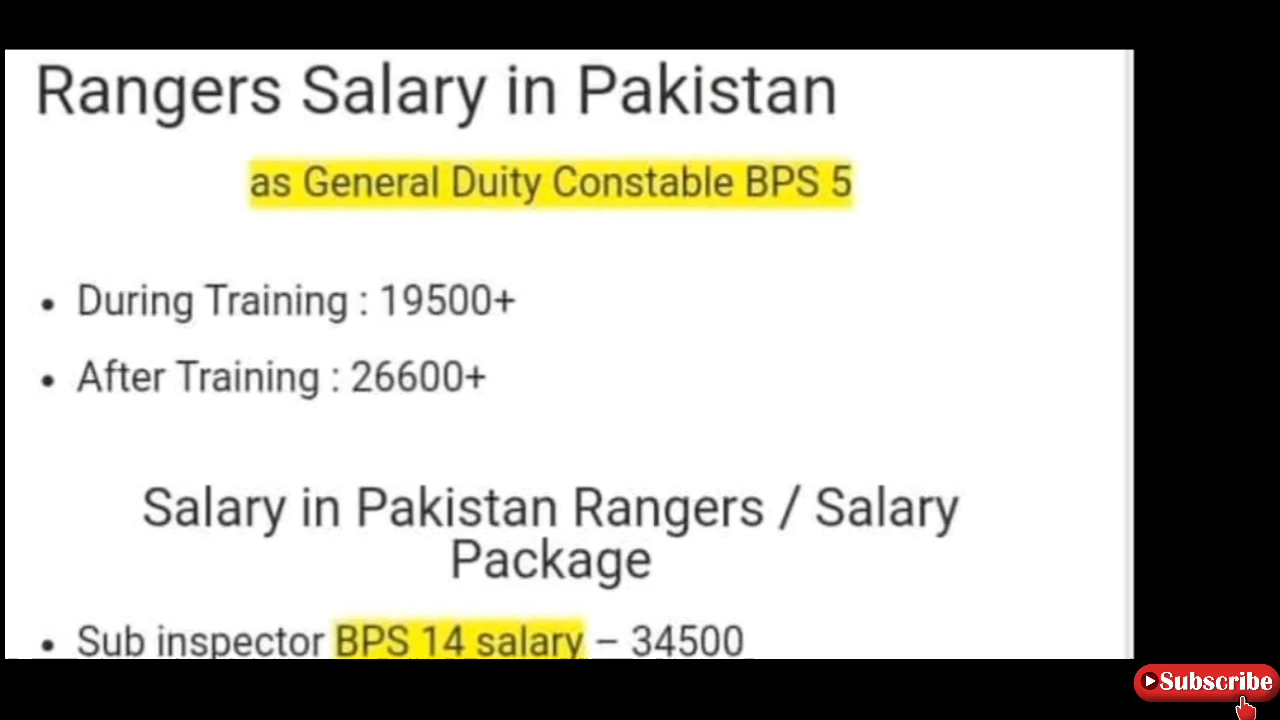 Rangers Salary in Pakistan
as General Duity Constable BPS 5
• During Training : 19500+
• After Training : 26600+
Salary in Pakistan Rangers / Salary
Package
• Sub inspector BPS 14 salary – 34500
Subscribe